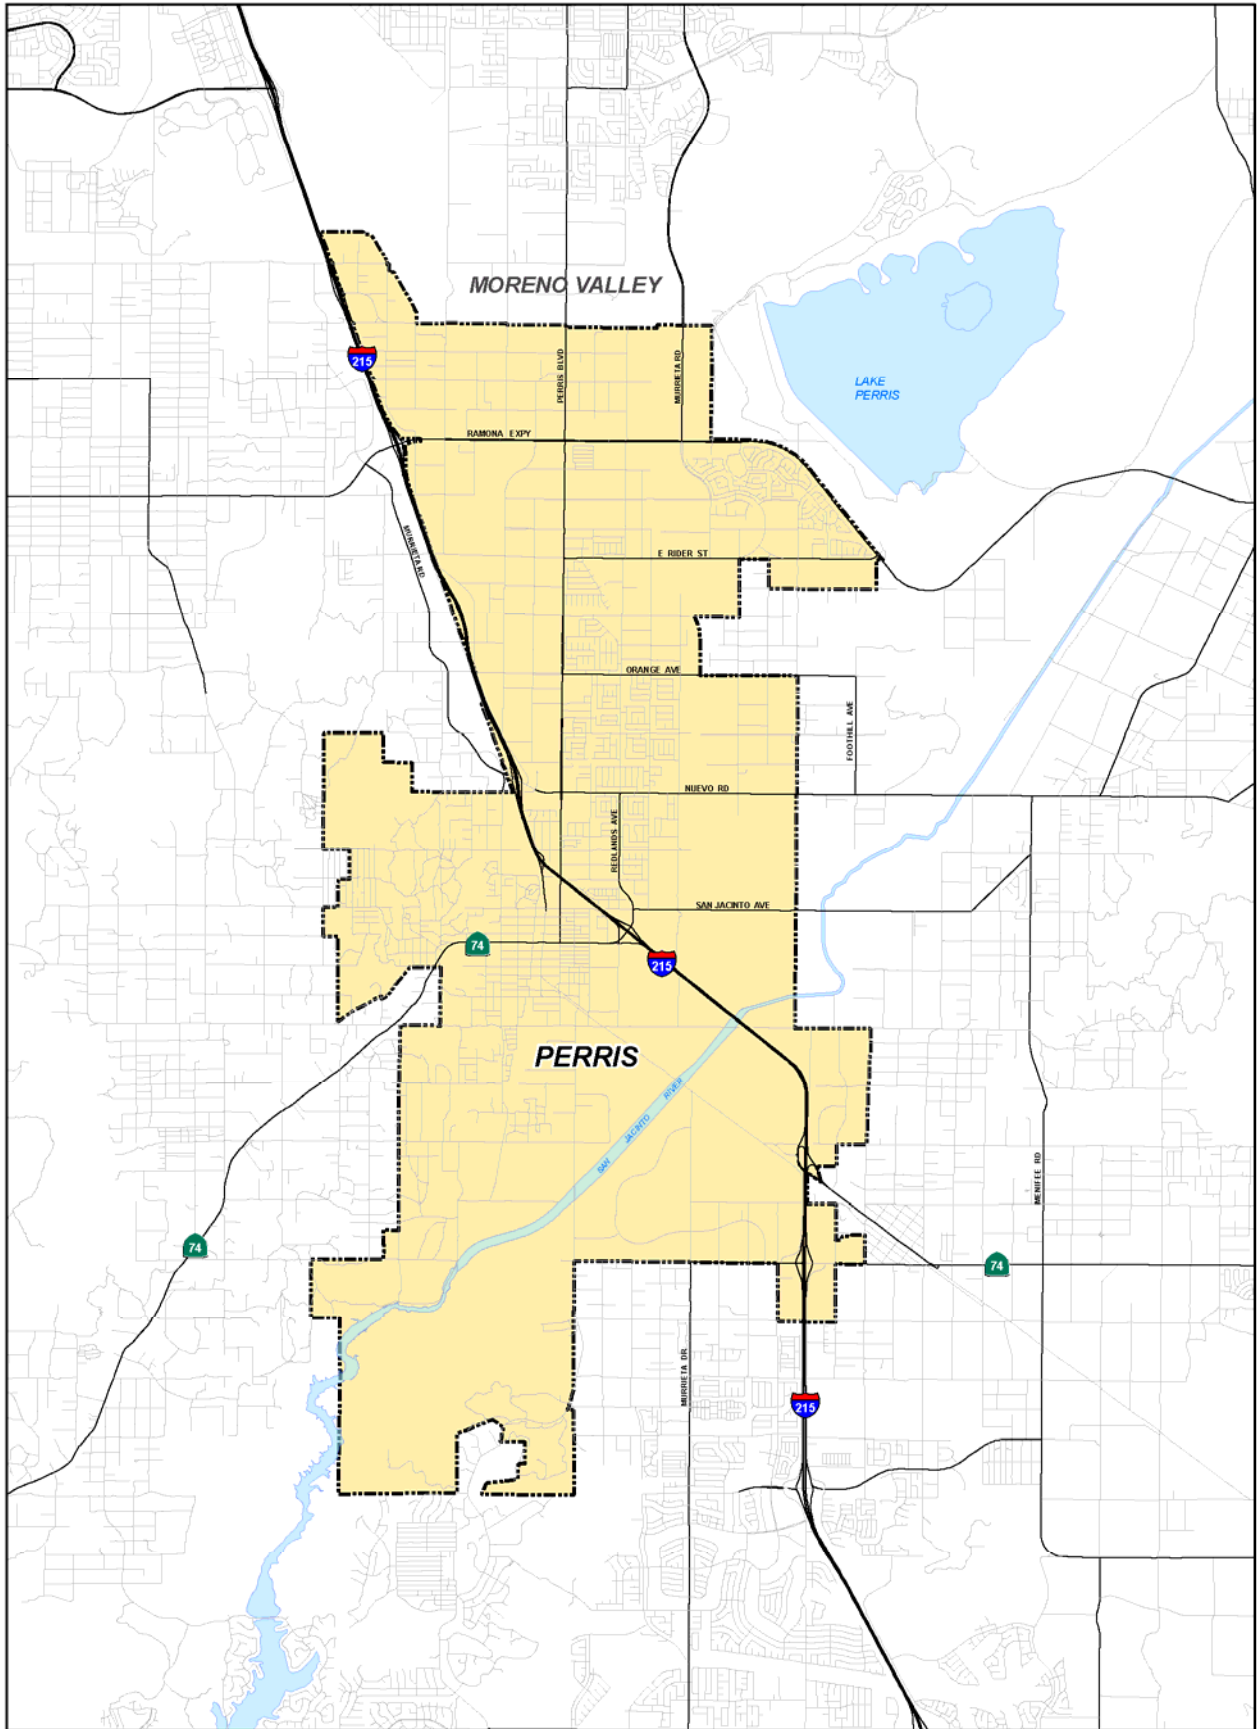 MORENO VALLEY
215
PERRIS BLVD
MURRIETA RD
LAKE
PERRIS
RAMONA EXPY
MURRIETA RD
E RIDER ST
ORANGE AVE
FOOTHILL AVE
NUEVO RD
REDLANDS AVE
SAN JACINTO AVE
74
215
PERRIS
SAN JACINTO RIVER
MENIFEE RD
74
74
MURRIETA DR
215